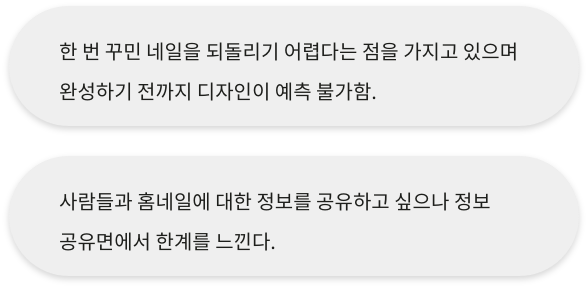 한 번 꾸민 네일을 되돌리기 어렵다는 점을 가지고 있으며
완성하기 전까지 디자인이 예측 불가함.
사람들과 홈네일에 대한 정보를 공유하고 싶으나 정보
공유면에서 한계를 느낀다.